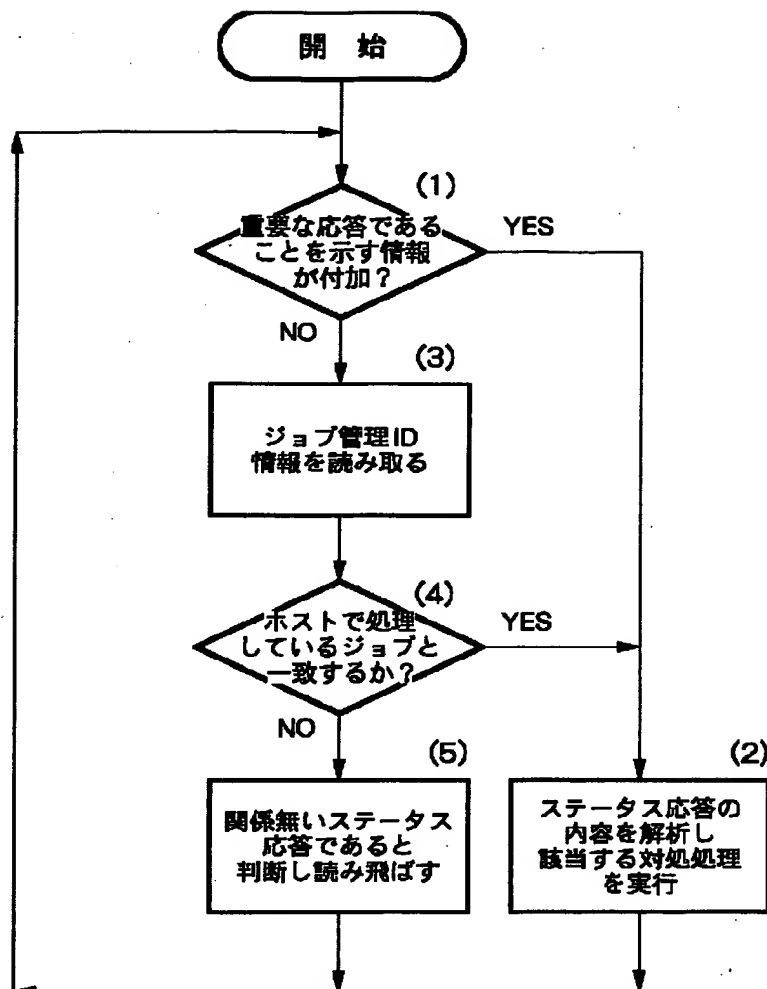 開 始
(1)
重要な応答である
ことを示す情報
が付加?
YES
NO
(3)
ジョブ管理ID
情報を読み取る
(4)
ホストで処理
しているジョブと
一致するか?
YES
NO
(5)
関係無いステータス
応答であると
判断し読み飛ばす
(2)
ステータス応答の
内容を解析し
該当する対処処理
を実行